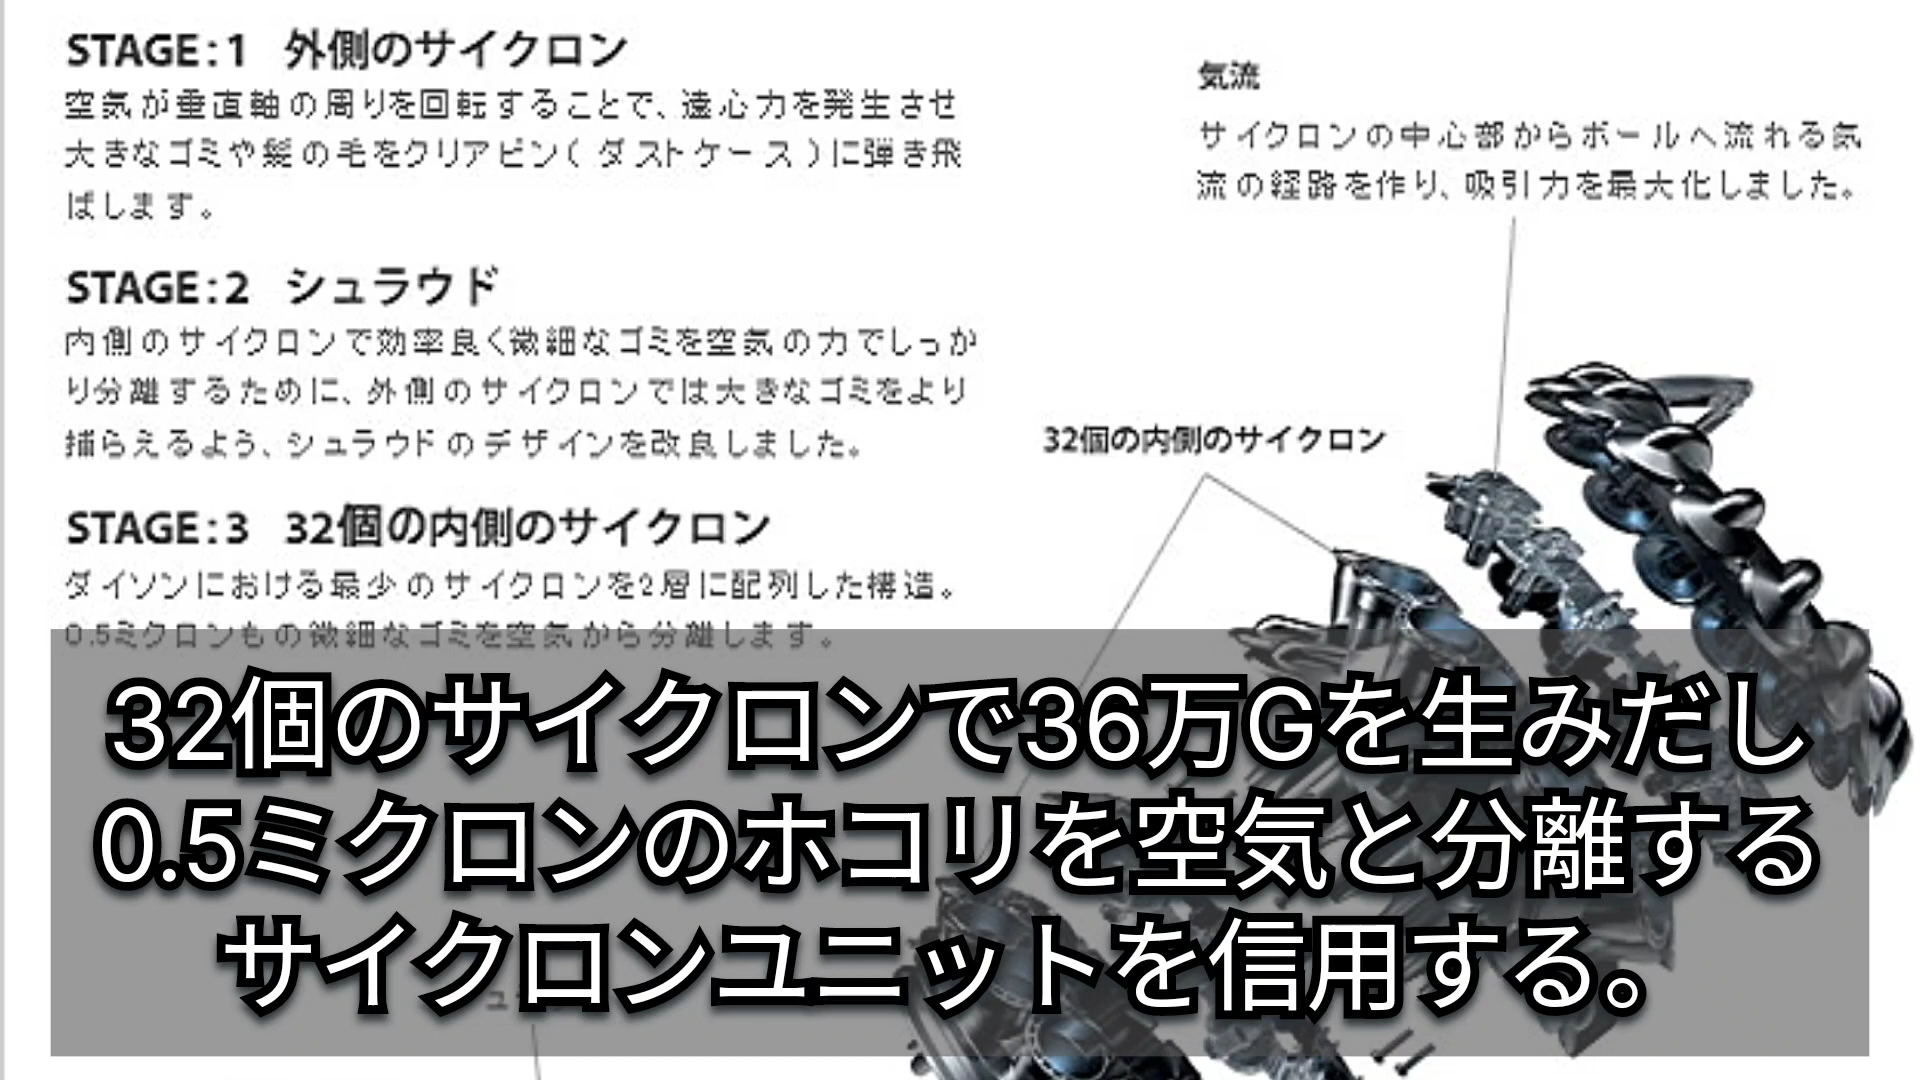 STAGE:1 外側のサイクロン
空気が垂直軸の周りを回転することで、遠心力を発生させ
大きなゴミや髪の毛をクリアビン(ダストケース)に弾き飛
ばします。
STAGE:2 シュラウド
内側のサイクロンで効率良く微細なゴミを空気の力でしっか
り分離するために、外側のサイクロンでは大きなゴミをより
捕らえるよう、シュラウドのデザインを改良しました。
STAGE:3 32個の内側のサイクロン
ダイソンにおける最少のサイクロンを2層に配列した構造。
0.5ミクロンもの微細なゴミを空気から分離します。
気流
サイクロンの中心部からボールへ流れる気
流の経路を作り、吸引力を最大化しました。
32個の内側のサイクロン
32個のサイクロンで36万Gを生みだし
0.5ミクロンのホコリを空気と分離する
サイクロンユニットを信用する。